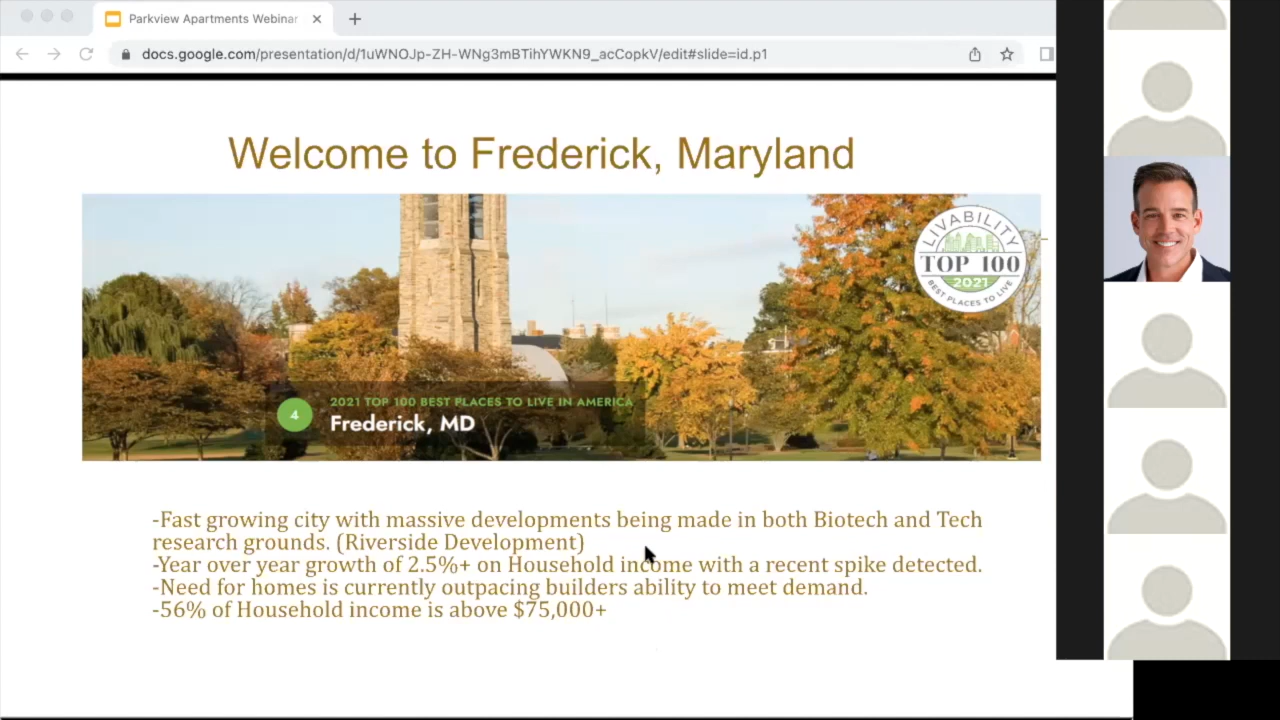 Parkview Apartments Webinar
docs.google.com/presentation/d/1uWNOJp-ZH-WNg3mBTihYWKN9_acCopkV/edit#slide=id.p1
Welcome to Frederick, Maryland
LIVABILITY
TOP 100
2021
BEST PLACES TO LIVE
4
2021 TOP 100 BEST PLACES TO LIVE IN AMERICA
Frederick, MD
-Fast growing city with massive developments being made in both Biotech and Tech
research grounds. (Riverside Development)
-Year over year growth of 2.5%+ on Household income with a recent spike detected.
-Need for homes is currently outpacing builders ability to meet demand.
-56% of Household income is above $75,000+